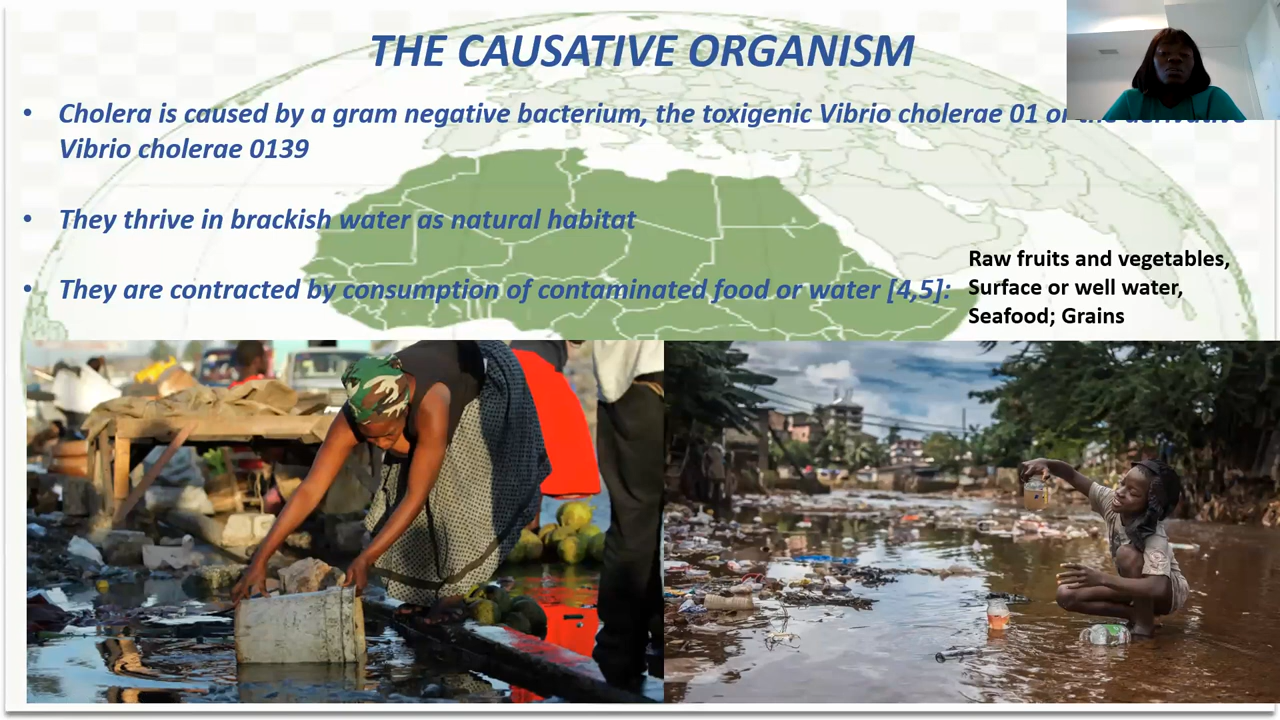 THE CAUSATIVE ORGANISM
• Cholera is caused by a gram negative bacterium, the toxigenic Vibrio cholerae 01 or the derivative
Vibrio cholerae 0139
• They thrive in brackish water as natural habitat
• They are contracted by consumption of contaminated food or water [4,5]:
Raw fruits and vegetables,
Surface or well water,
Seafood; Grains